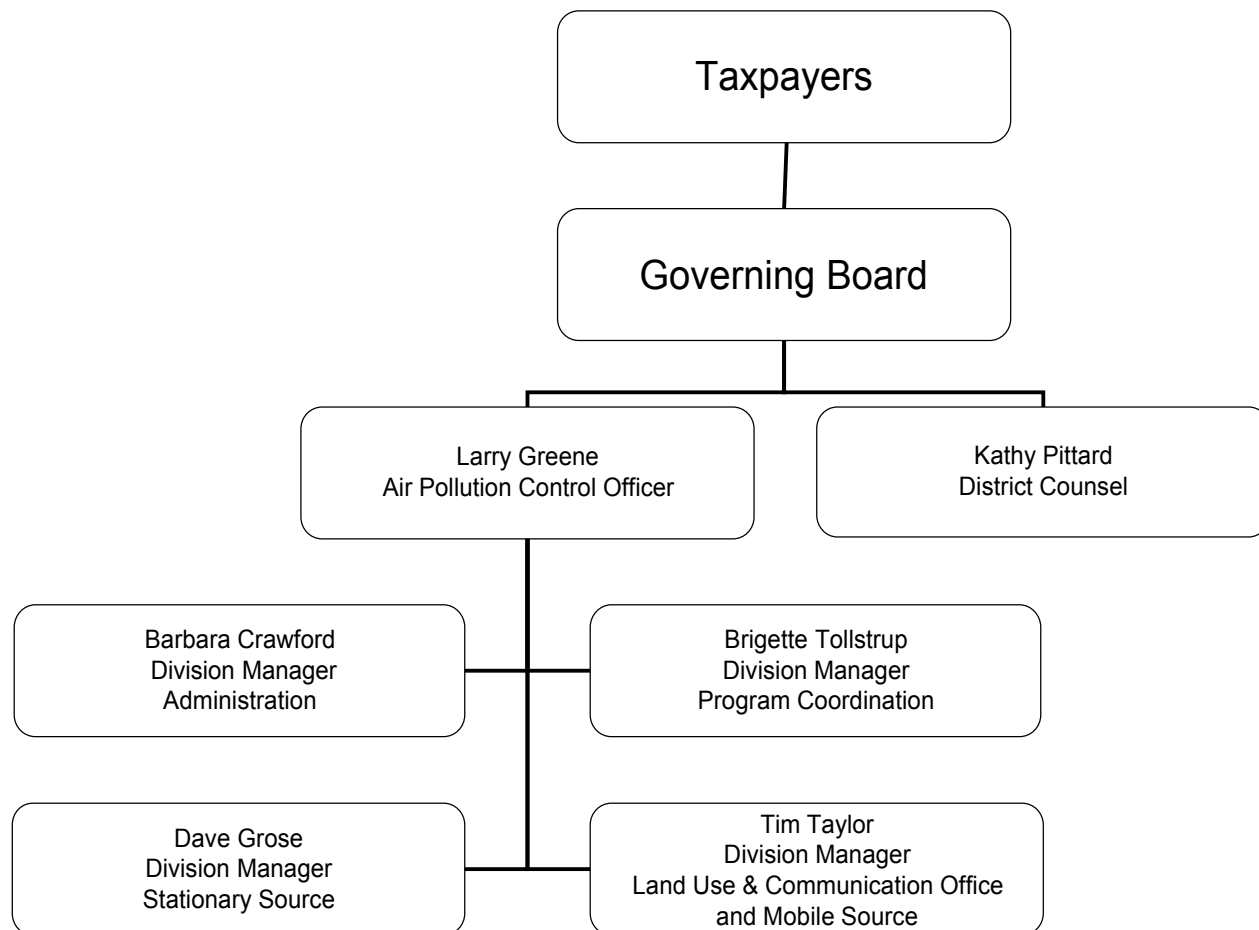 Taxpayers
Governing Board
Larry Greene
Air Pollution Control Officer
Kathy Pittard
District Counsel
Barbara Crawford
Division Manager
Administration
Brigette Tollstrup
Division Manager
Program Coordination
Dave Grose
Division Manager
Stationary Source
Tim Taylor
Division Manager
Land Use & Communication Office
and Mobile Source